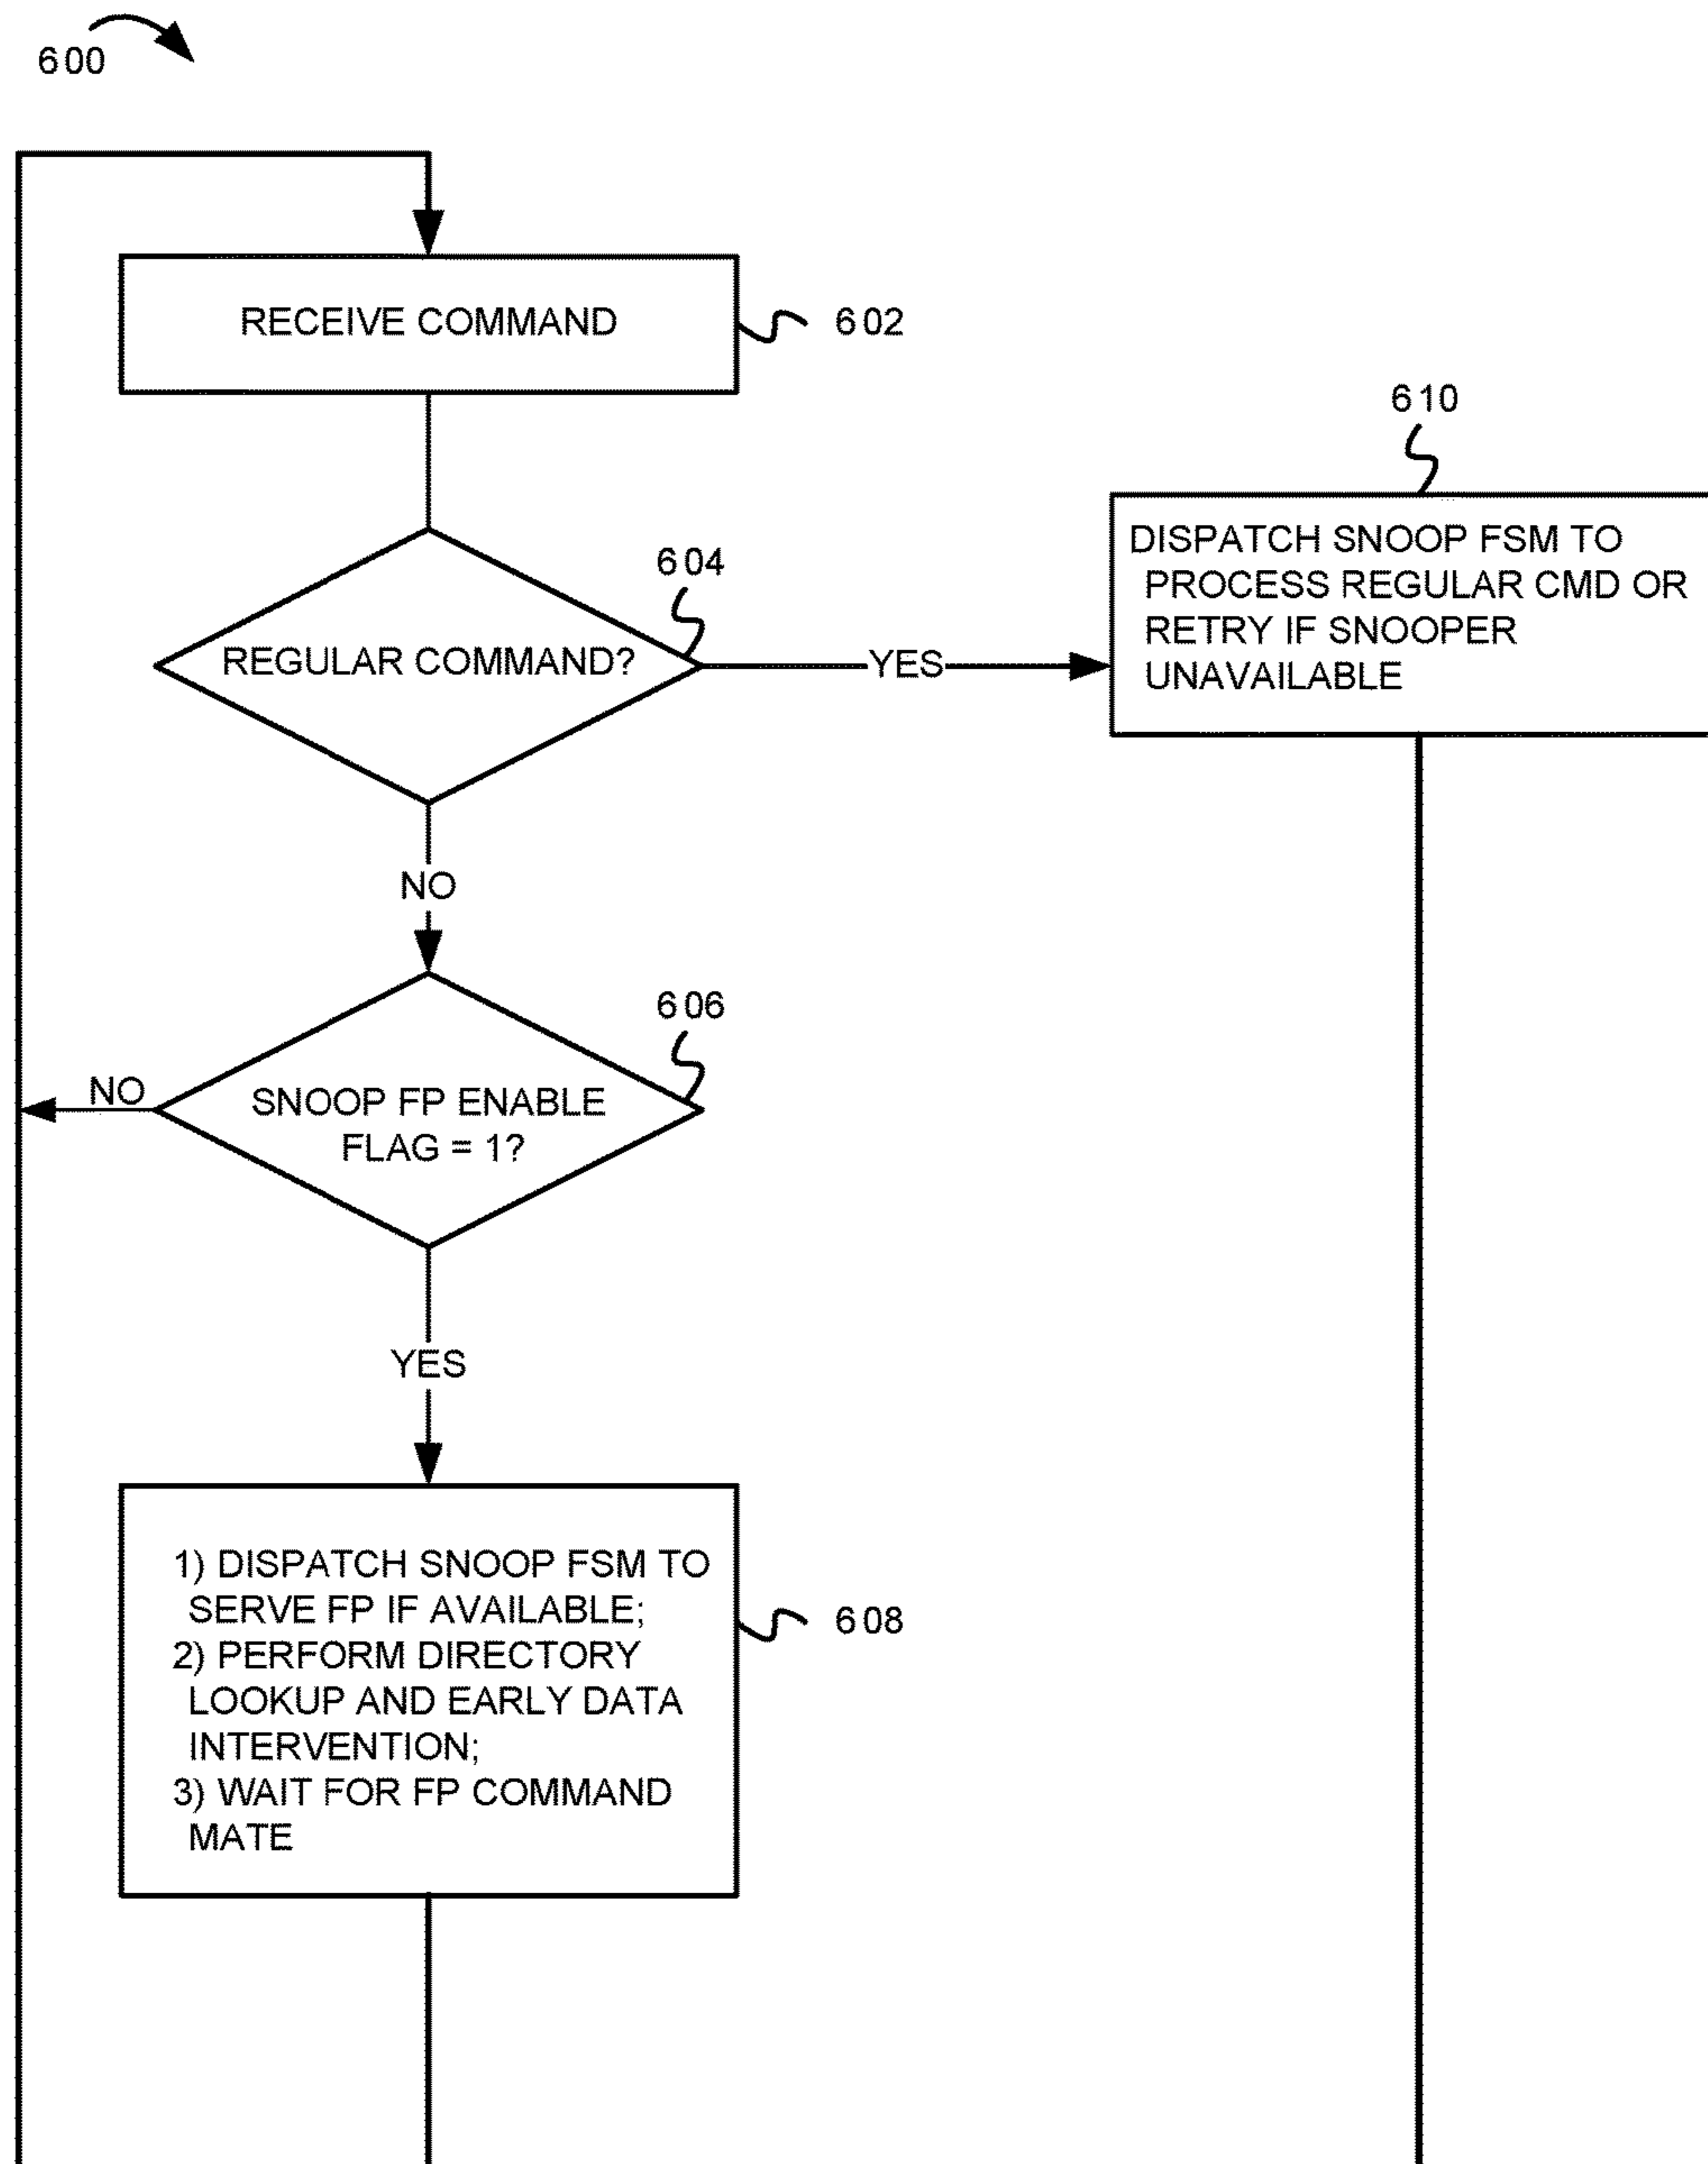 600
RECEIVE COMMAND
602
610
DISPATCH SNOOP FSM TO
PROCESS REGULAR CMD OR
RETRY IF SNOOPER
UNAVAILABLE
604
REGULAR COMMAND?
YES
NO
606
NO
SNOOP FP ENABLE
FLAG = 1?
YES
1) DISPATCH SNOOP FSM TO
SERVE FP IF AVAILABLE;
2) PERFORM DIRECTORY
LOOKUP AND EARLY DATA
INTERVENTION;
3) WAIT FOR FP COMMAND
MATE
608